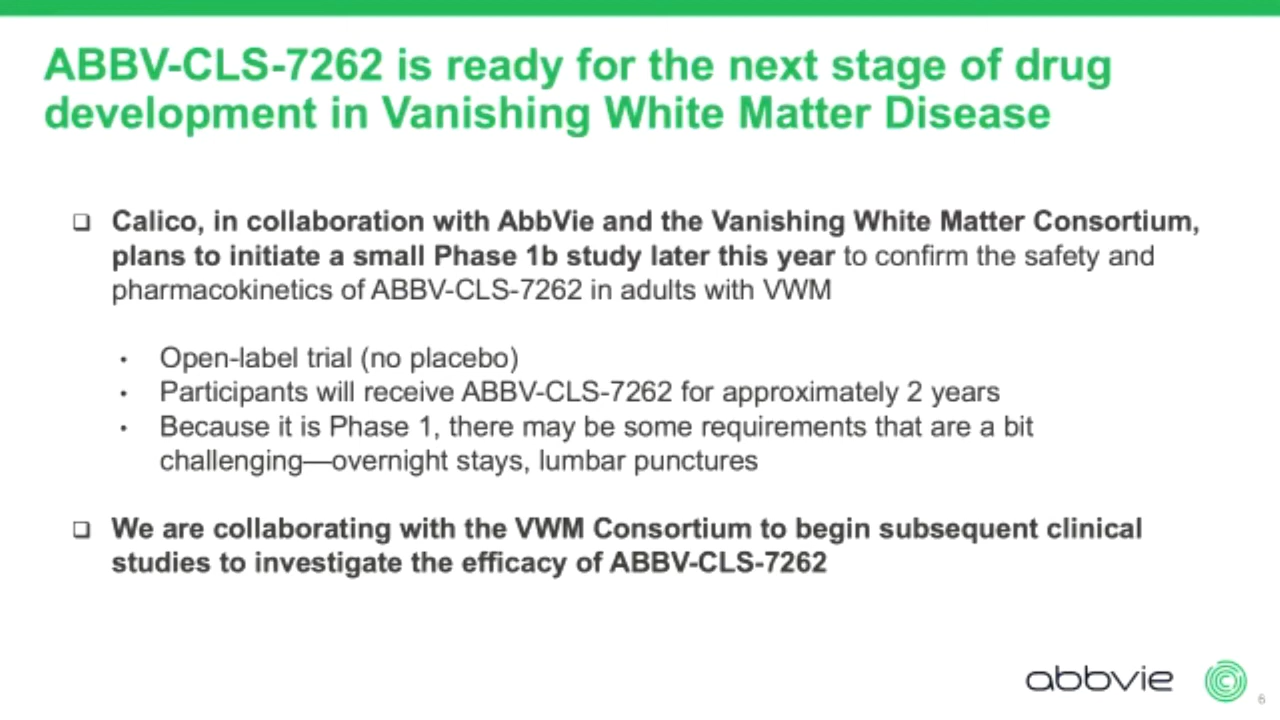 ABBV-CLS-7262 is ready for the next stage of drug
development in Vanishing White Matter Disease
❑ Calico, in collaboration with AbbVie and the Vanishing White Matter Consortium,
plans to initiate a small Phase 1b study later this year to confirm the safety and
pharmacokinetics of ABBV-CLS-7262 in adults with VWM
• Open-label trial (no placebo)
• Participants will receive ABBV-CLS-7262 for approximately 2 years
• Because it is Phase 1, there may be some requirements that are a bit
challenging—overnight stays, lumbar punctures
❑ We are collaborating with the VWM Consortium to begin subsequent clinical
studies to investigate the efficacy of ABBV-CLS-7262
abbvie
6